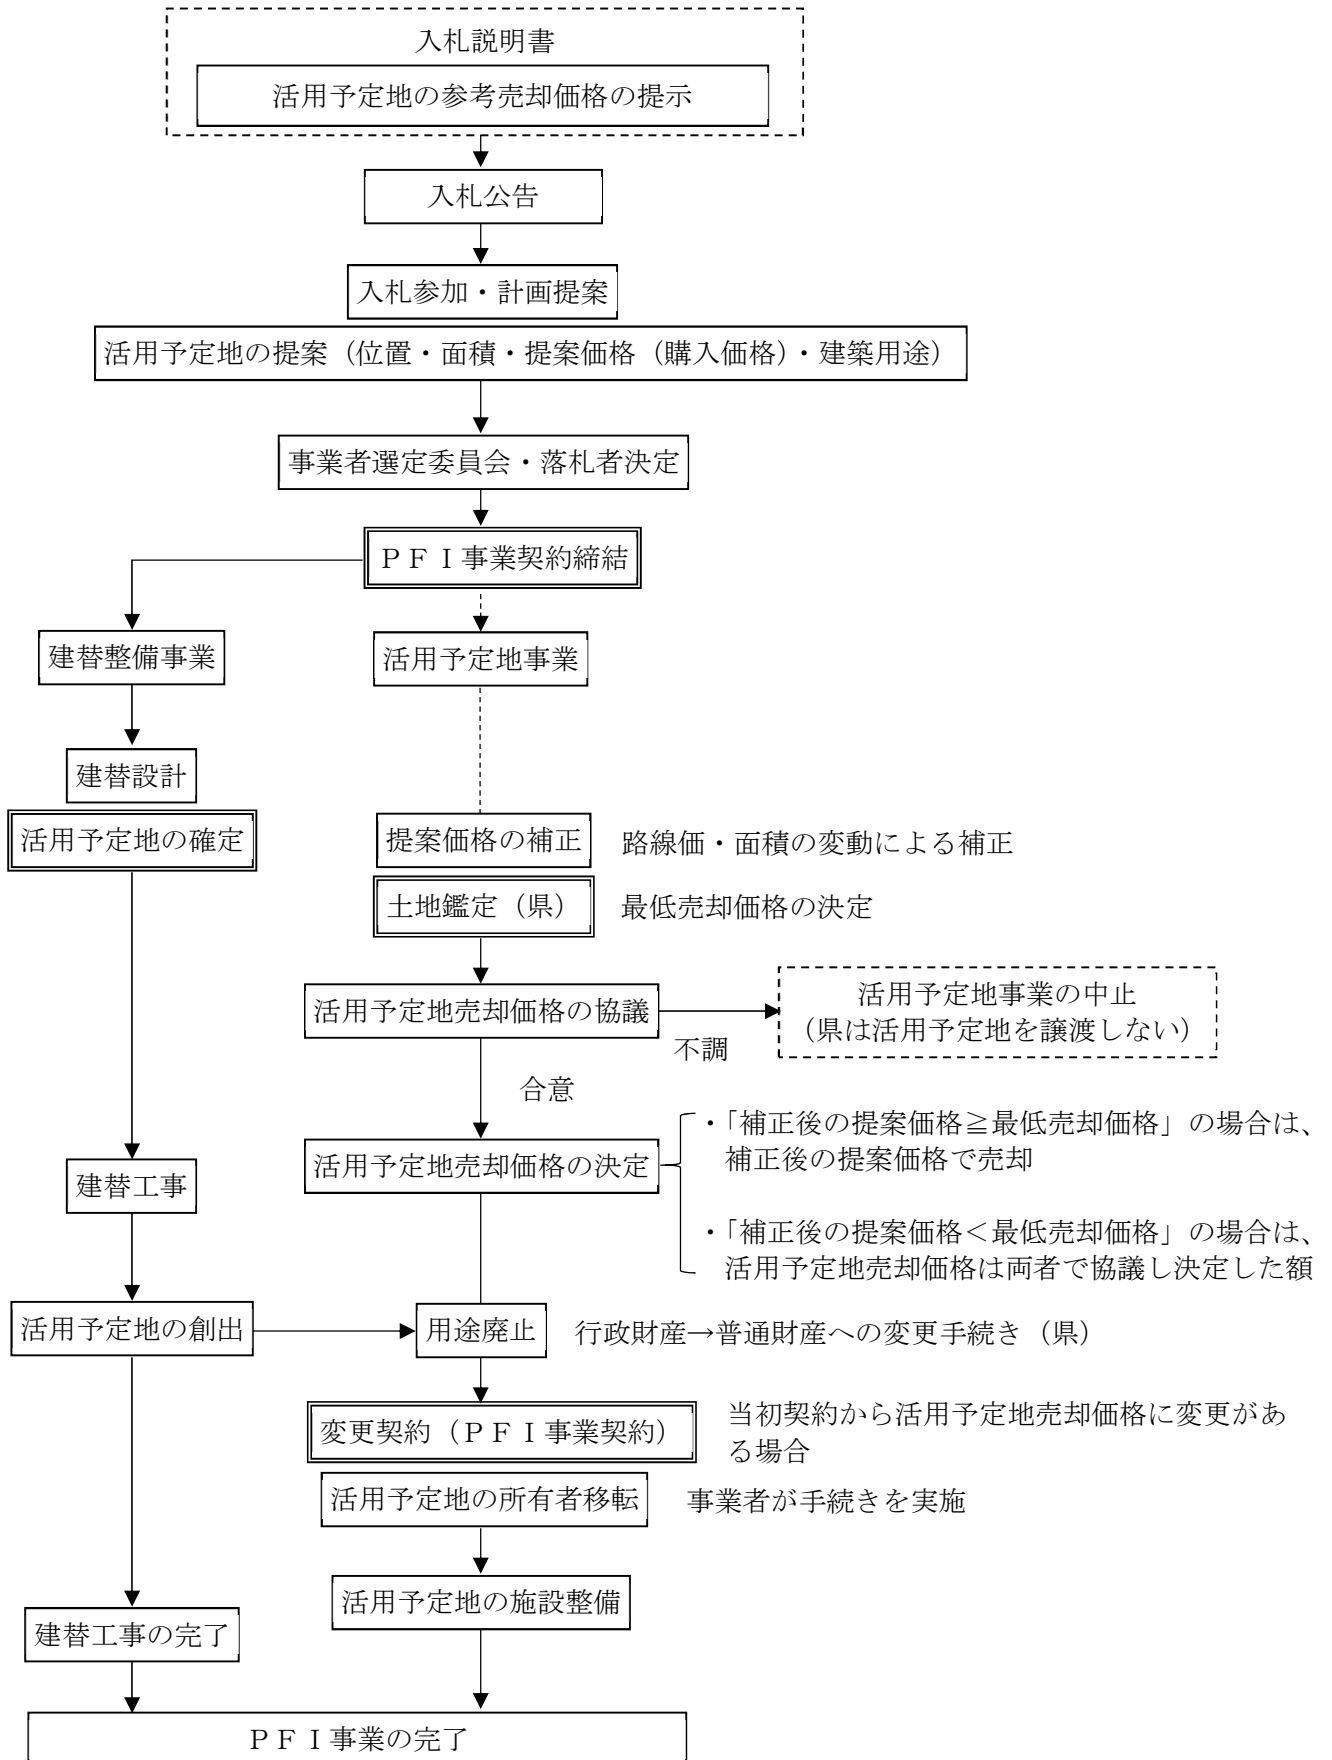 入札説明書
活用予定地の参考売却価格の提示
入札公告
入札参加・計画提案
活用予定地の提案（位置・面積・提案価格（購入価格）・建築用途）
事業者選定委員会・落札者決定
ＰＦＩ事業契約締結
建替整備事業
活用予定地事業
建替設計
活用予定地の確定
提案価格の補正
路線価・面積の変動による補正
土地鑑定（県）
最低売却価格の決定
活用予定地売却価格の協議
活用予定地事業の中止
（県は活用予定地を譲渡しない）
不調
合意
活用予定地売却価格の決定
・「補正後の提案価格≧最低売却価格」の場合は、
補正後の提案価格で売却
・「補正後の提案価格＜最低売却価格」の場合は、
活用予定地売却価格は両者で協議し決定した額
建替工事
活用予定地の創出
用途廃止
行政財産→普通財産への変更手続き（県）
変更契約（ＰＦＩ事業契約）
当初契約から活用予定地売却価格に変更があ
る場合
活用予定地の所有者移転
事業者が手続きを実施
活用予定地の施設整備
建替工事の完了
ＰＦＩ事業の完了